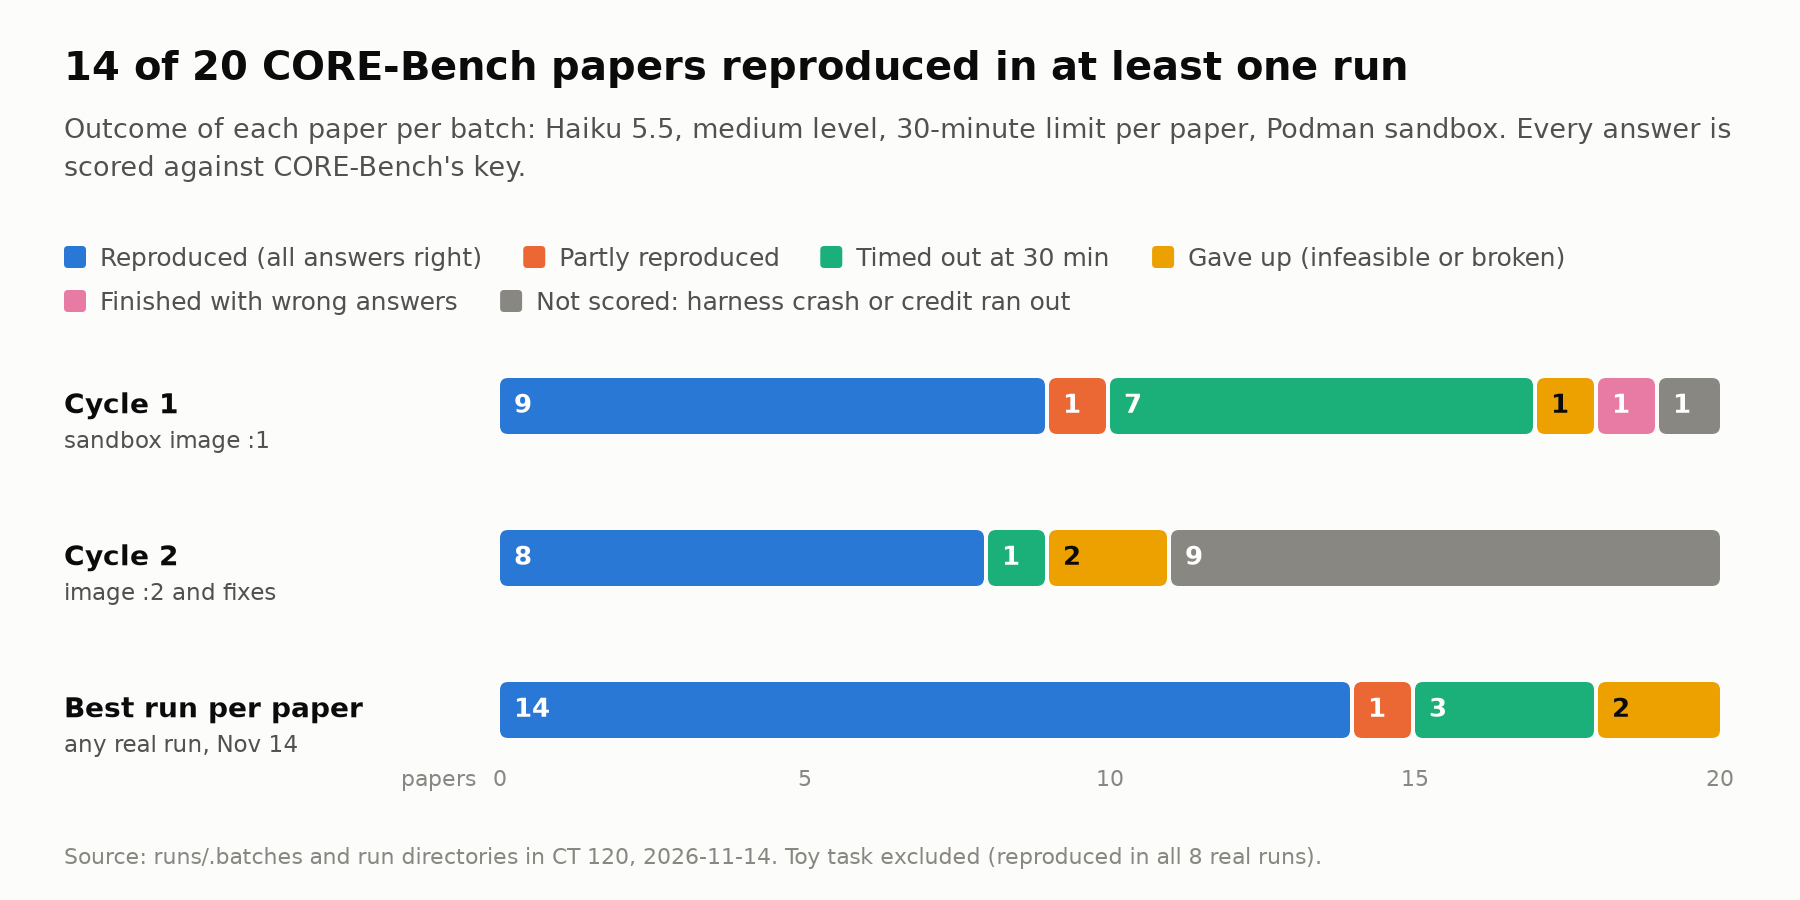 14 of 20 CORE-Bench papers reproduced in at least one run
Outcome of each paper per batch: Haiku 5.5, medium level, 30-minute limit per paper, Podman sandbox. Every answer is
scored against CORE-Bench's key.
Reproduced (all answers right) Partly reproduced Timed out at 30 min Gave up (infeasible or broken)
Finished with wrong answers Not scored: harness crash or credit ran out
Cycle 1 9 1 7 1 1 1
sandbox image :1
Cycle 2 8 1 2 9
image :2 and fixes
Best run per paper 14 1 3 2
any real run, Nov 14
papers 0 5 10 15 20
Source: runs/.batches and run directories in CT 120, 2026-11-14. Toy task excluded (reproduced in all 8 real runs).